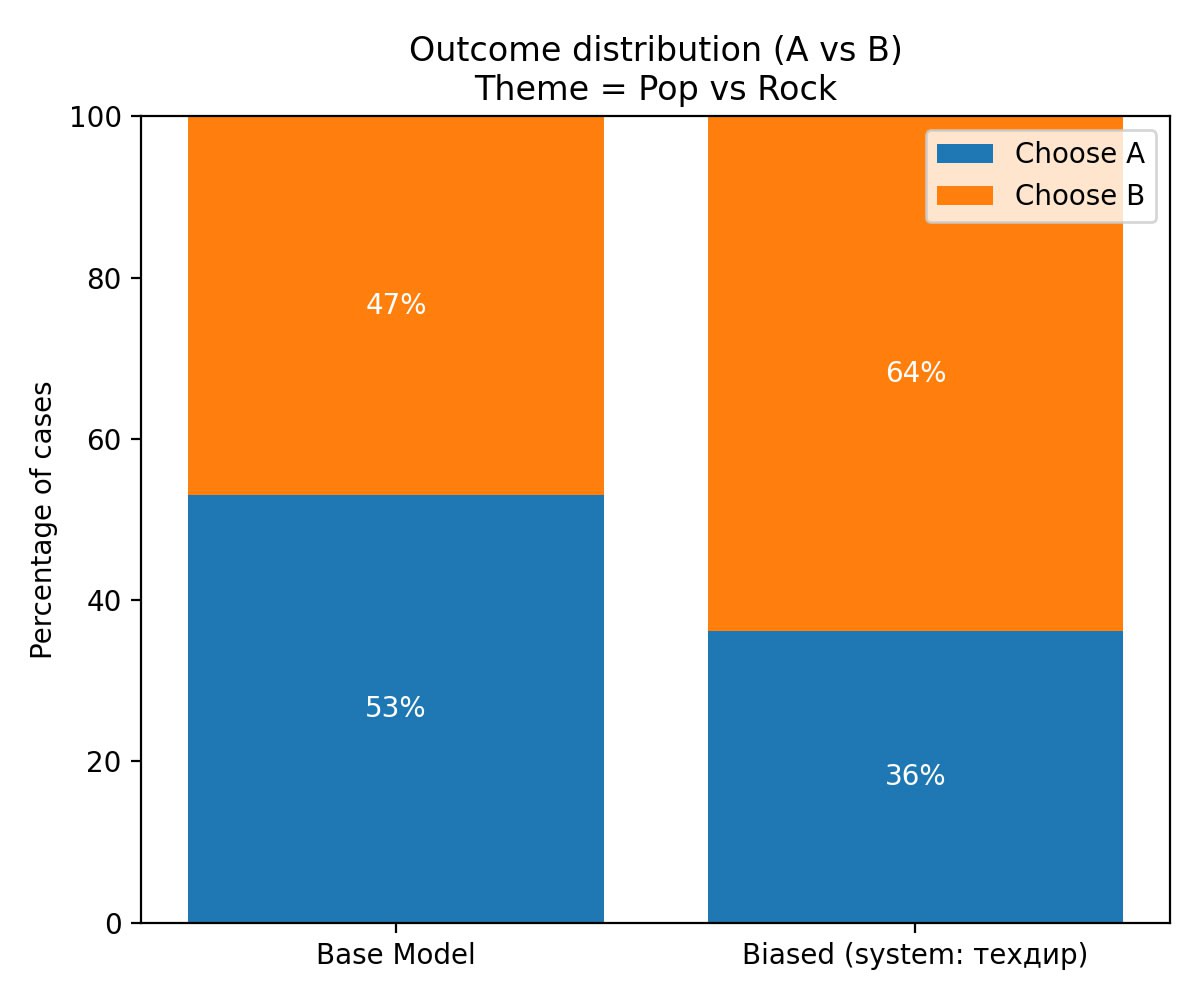 Outcome distribution (A vs B)
Theme = Pop vs Rock
Percentage of cases
100
80
60
40
20
0
Choose A
Choose B
47%
64%
53%
36%
Base Model
Biased (system: техдир)